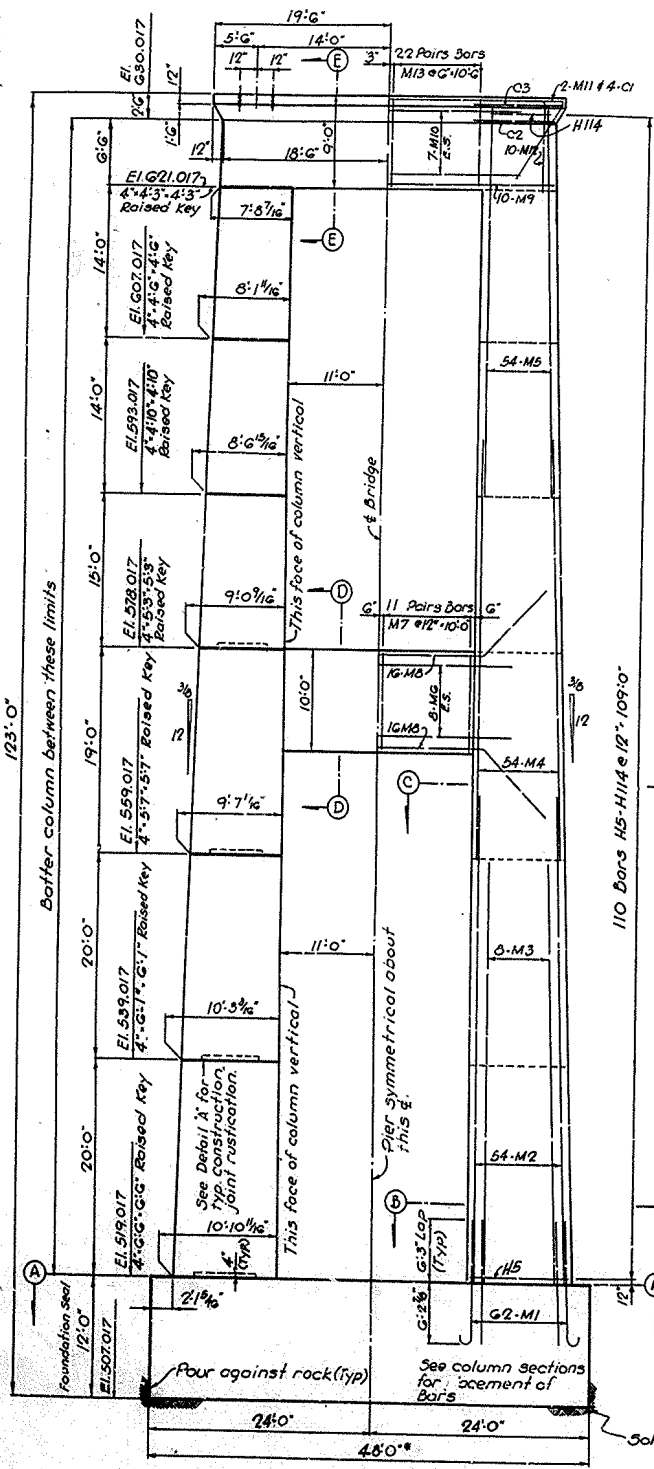 19'-6"
5'-6"
14'-0"
12"
12"
E
3"
22 Pairs Bars
M13 @ 6"=10'-6"
El. 630.017
12"
2'-6"
1'-6"
C3
2-M11 & 4-C1
C2
H114
10-M12
7-M10
E.S.
9'-0"
12"
18'-6"
6'-6"
El. 621.017
4"×4'-3"×4'-3"
Raised Key
10-M9
7'-8 7/16"
E
14'-0"
El. 607.017
4"×4'-6"×4'-6"
Raised Key
8'-1 11/16"
11'-0"
54-M5
14'-0"
El. 593.017
4"×4'-10"×4'-10"
Raised Key
8'-6 15/16"
This face of column vertical
℄ Bridge
15'-0"
El. 578.017
4"×5'-3"×5'-3"
Raised Key
9'-0 9/16"
D
6"
11 Pairs Bars
M7 @ 12"=10'-0"
6"
Batter column between these limits
123'-0"
3/8
12
10'-0"
16-M8
8-M6
E.S.
16M8
3/8
12
19'-0"
El. 559.017
4"×5'-7"×5'-7" Raised Key
9'-7 1/16"
D
C
54-M4
110 Bars H5-H114 @ 12"=109'-0"
20'-0"
El. 539.017
4"×6'-1"×6'-1" Raised Key
10'-3 3/16"
11'-0"
8-M3
20'-0"
El. 519.017
4"×6'-6"×6'-6" Raised Key
See Detail 'A' for
typ. construction
joint rustication.
This face of column vertical
Pier symmetrical about
this ℄.
54-M2
B
10'-10 11/16"
4"
(Typ)
6'-3" Lap
(Typ)
H5
A
12"
2'-1 5/16"
62-M1
Foundation Seal
12'-0"
El. 507.017
Pour against rock (Typ)
See column sections
for
of
Bars
24'-0"
24'-0"
48'-0"